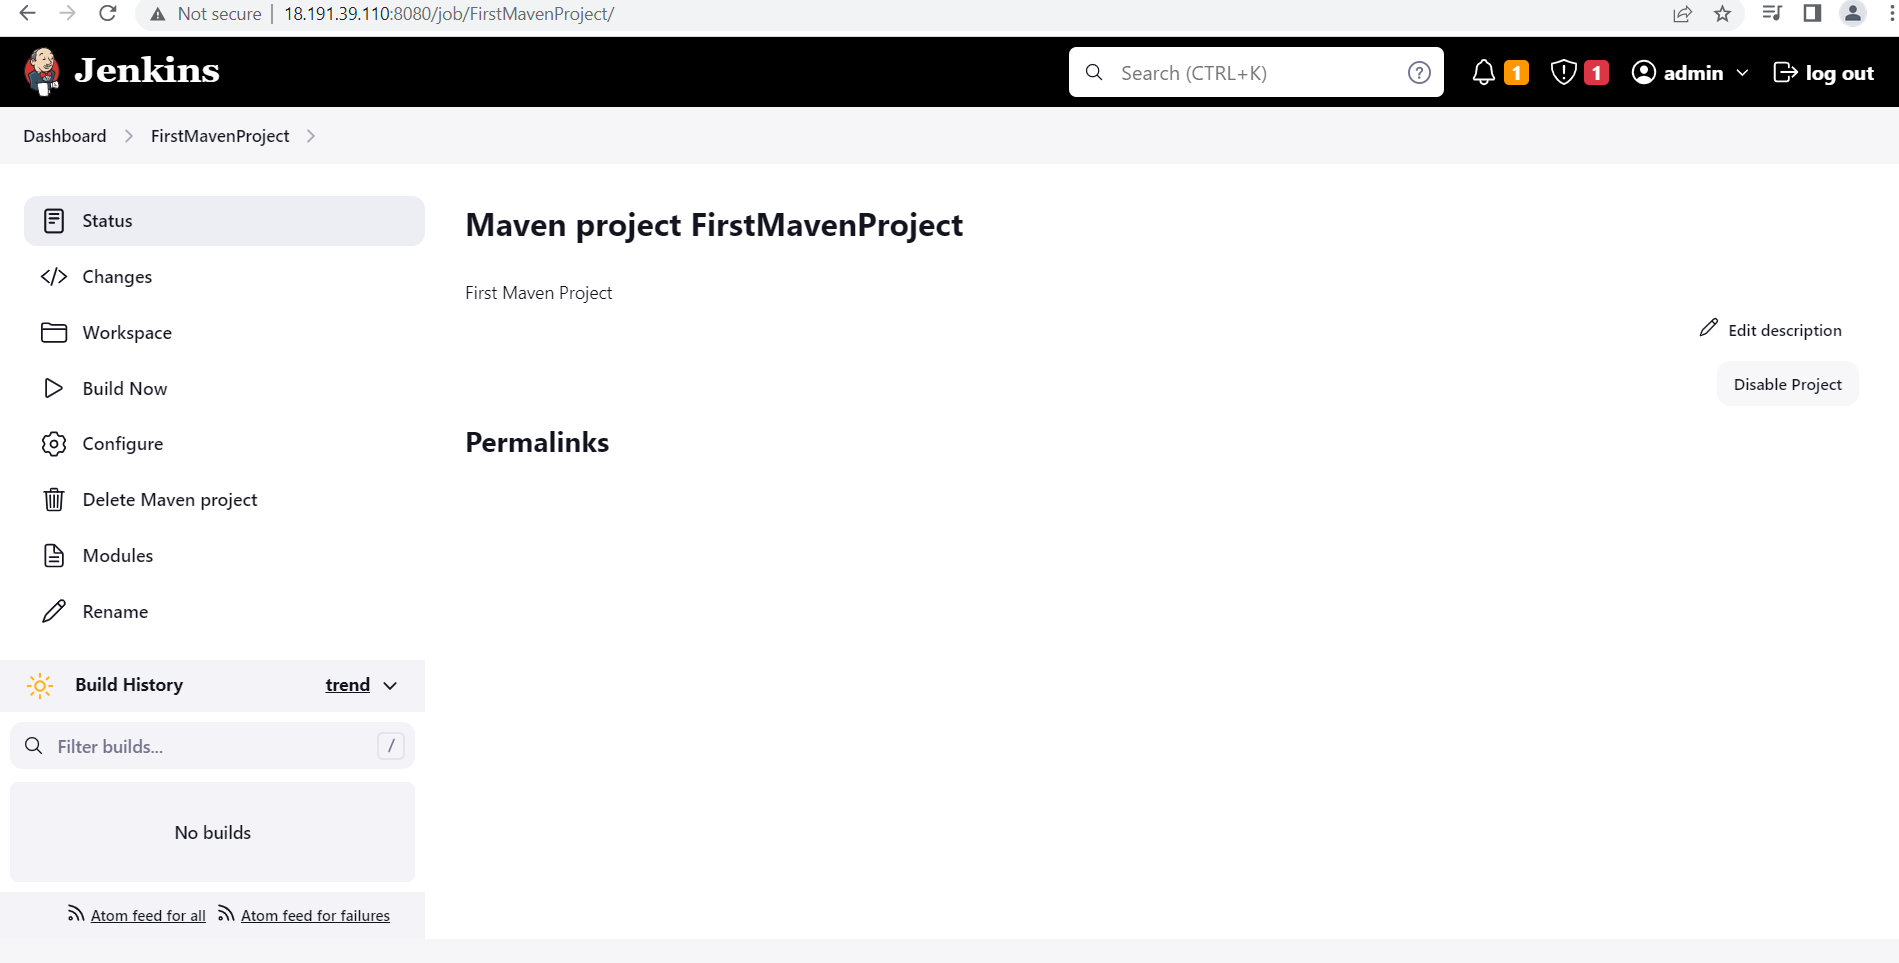 Not secure | 18.191.39.110:8080/job/FirstMavenProject/
Jenkins
Search (CTRL+K) ?
1
1
admin
log out
Dashboard
FirstMavenProject
Status
Changes
Workspace
Build Now
Configure
Delete Maven project
Modules
Rename
Build History
trend
Filter builds...
/
No builds
Atom feed for all
Atom feed for failures
Maven project FirstMavenProject
First Maven Project
Edit description
Disable Project
Permalinks